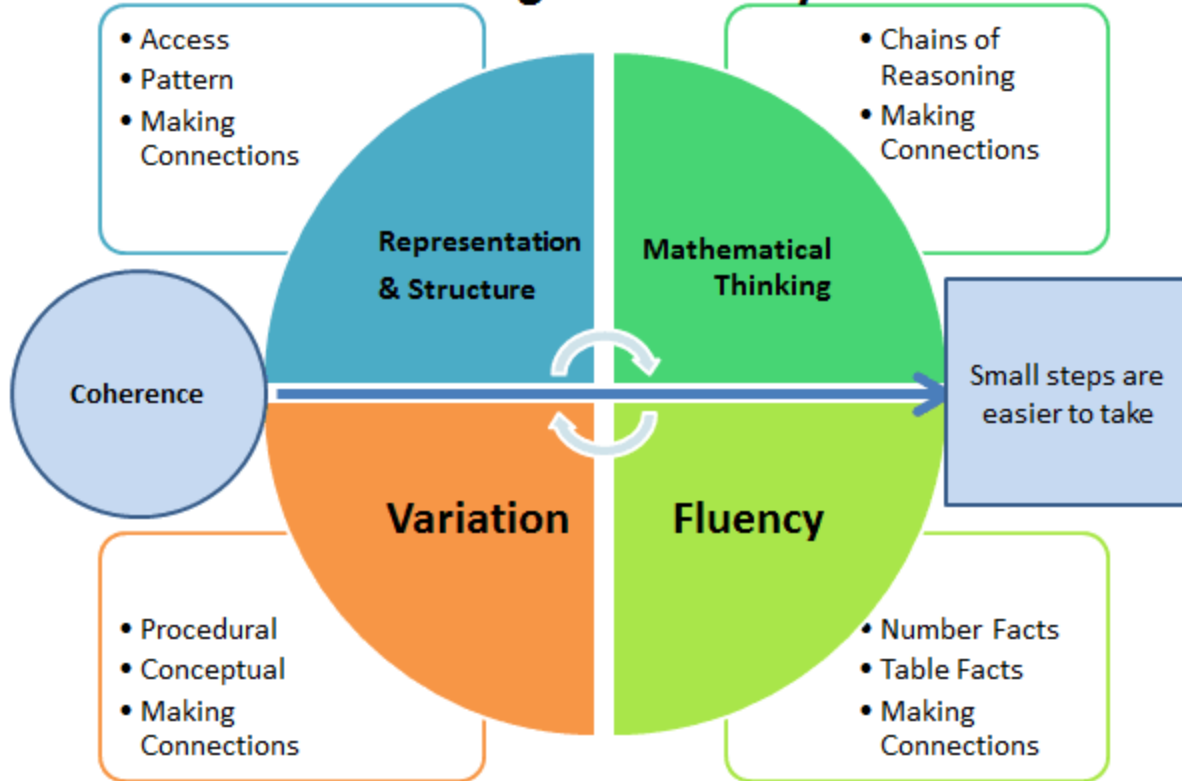 • Access
• Pattern
• Making
Connections
• Chains of
Reasoning
• Making
Connections
Representation
& Structure
Mathematical
Thinking
Coherence
Small steps are
easier to take
Variation
Fluency
• Procedural
• Conceptual
• Making
Connections
• Number Facts
• Table Facts
• Making
Connections